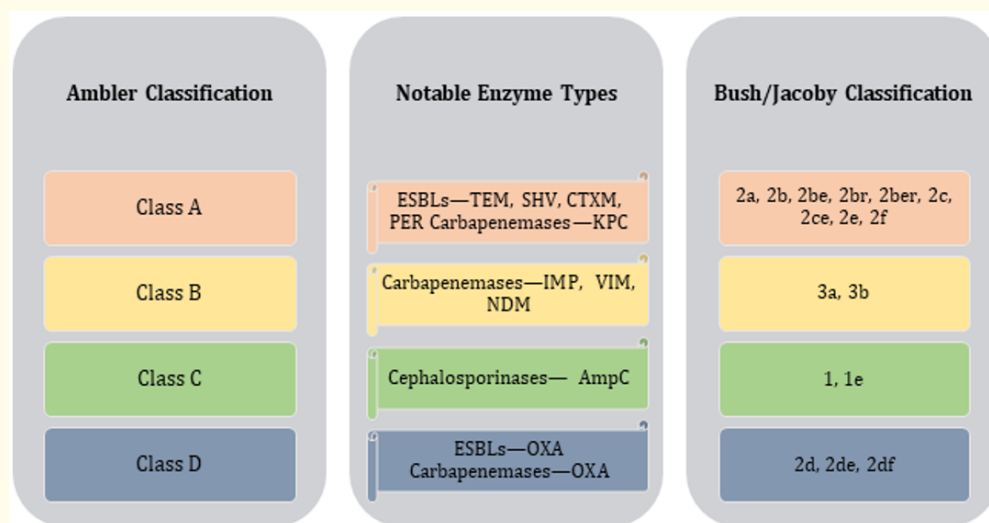 Ambler Classification
Class A
Class B
Class C
Class D
Notable Enzyme Types
ESBLs—TEM, SHV, CTXM,
PER Carbapenemases—KPC
Carbapenemases—IMP, VIM,
NDM
Cephalosporinases— AmpC
ESBLs—OXA
Carbapenemases—OXA
Bush/Jacoby Classification
2a, 2b, 2be, 2br, 2ber, 2c,
2ce, 2e, 2f
3a, 3b
1, 1e
2d, 2de, 2df